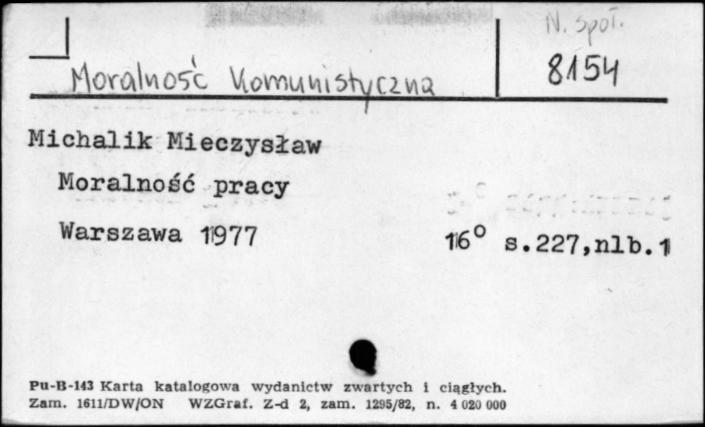 N. społ.
Moralność Komunistyczna
8154
Michalik Mieczysław
Moralność pracy
Warszawa 1977
16° s.227,nlb.1
Pu-B-143 Karta katalogowa wydanictw zwartych i ciągłych.
Zam. 1611/DW/ON WZGraf. Z-d 2, zam. 1295/82, n. 4 020 000